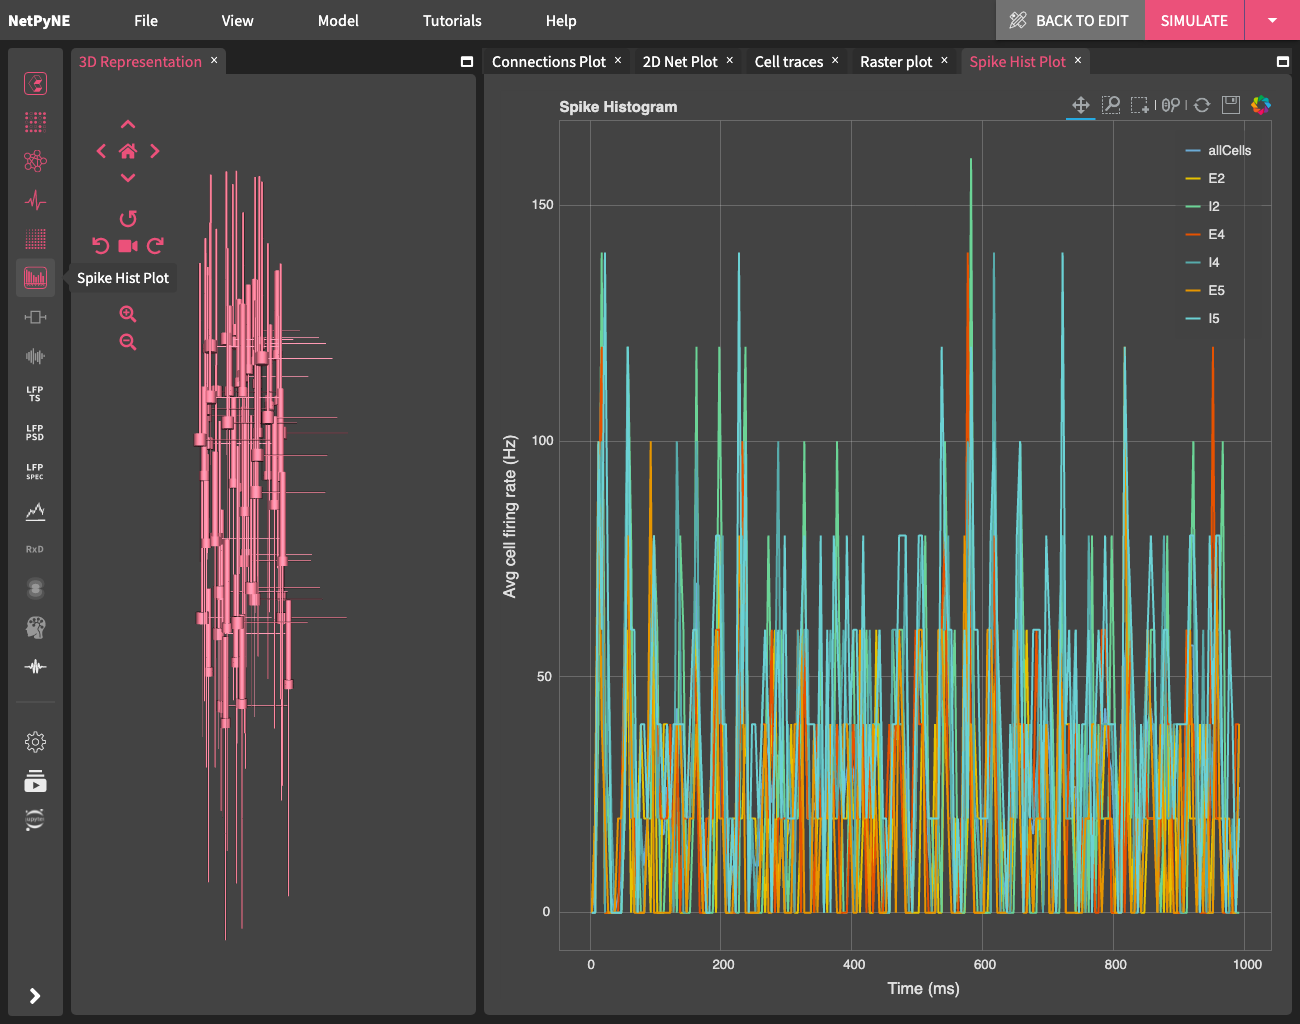 NetPyNE File View Model Tutorials Help BACK TO EDIT SIMULATE
3D Representation ×
Connections Plot × 2D Net Plot × Cell traces × Raster plot × Spike Hist Plot ×
Spike Hist Plot
LFP
TS
LFP
PSD
LFP
SPEC
RxD
jupyter
Spike Histogram
allCells
E2
I2
E4
I4
E5
I5
Avg cell firing rate (Hz)
150
100
50
0
0 200 400 600 800 1000
Time (ms)